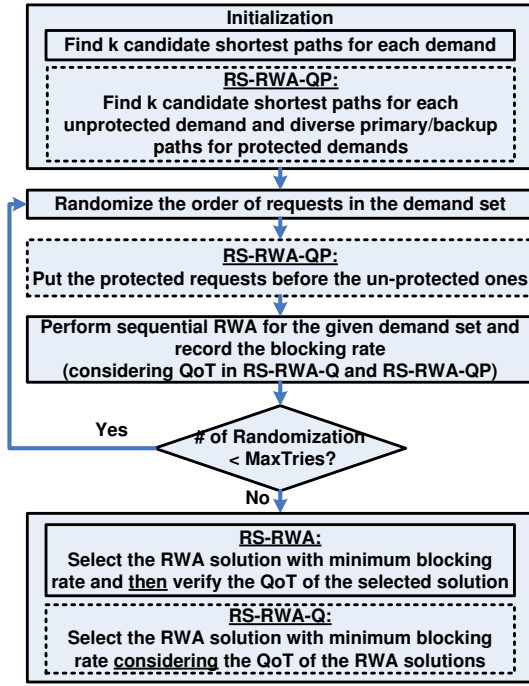 Initialization
Find k candidate shortest paths for each demand
RS-RWA-QP:
Find k candidate shortest paths for each
unprotected demand and diverse primary/backup
paths for protected demands
Randomize the order of requests in the demand set
RS-RWA-QP:
Put the protected requests before the un-protected ones
Perform sequential RWA for the given demand set and
record the blocking rate
(considering QoT in RS-RWA-Q and RS-RWA-QP)
Yes
# of Randomization
< MaxTries?
No
RS-RWA:
Select the RWA solution with minimum blocking
rate and then verify the QoT of the selected solution
RS-RWA-Q:
Select the RWA solution with minimum blocking
rate considering the QoT of the RWA solutions